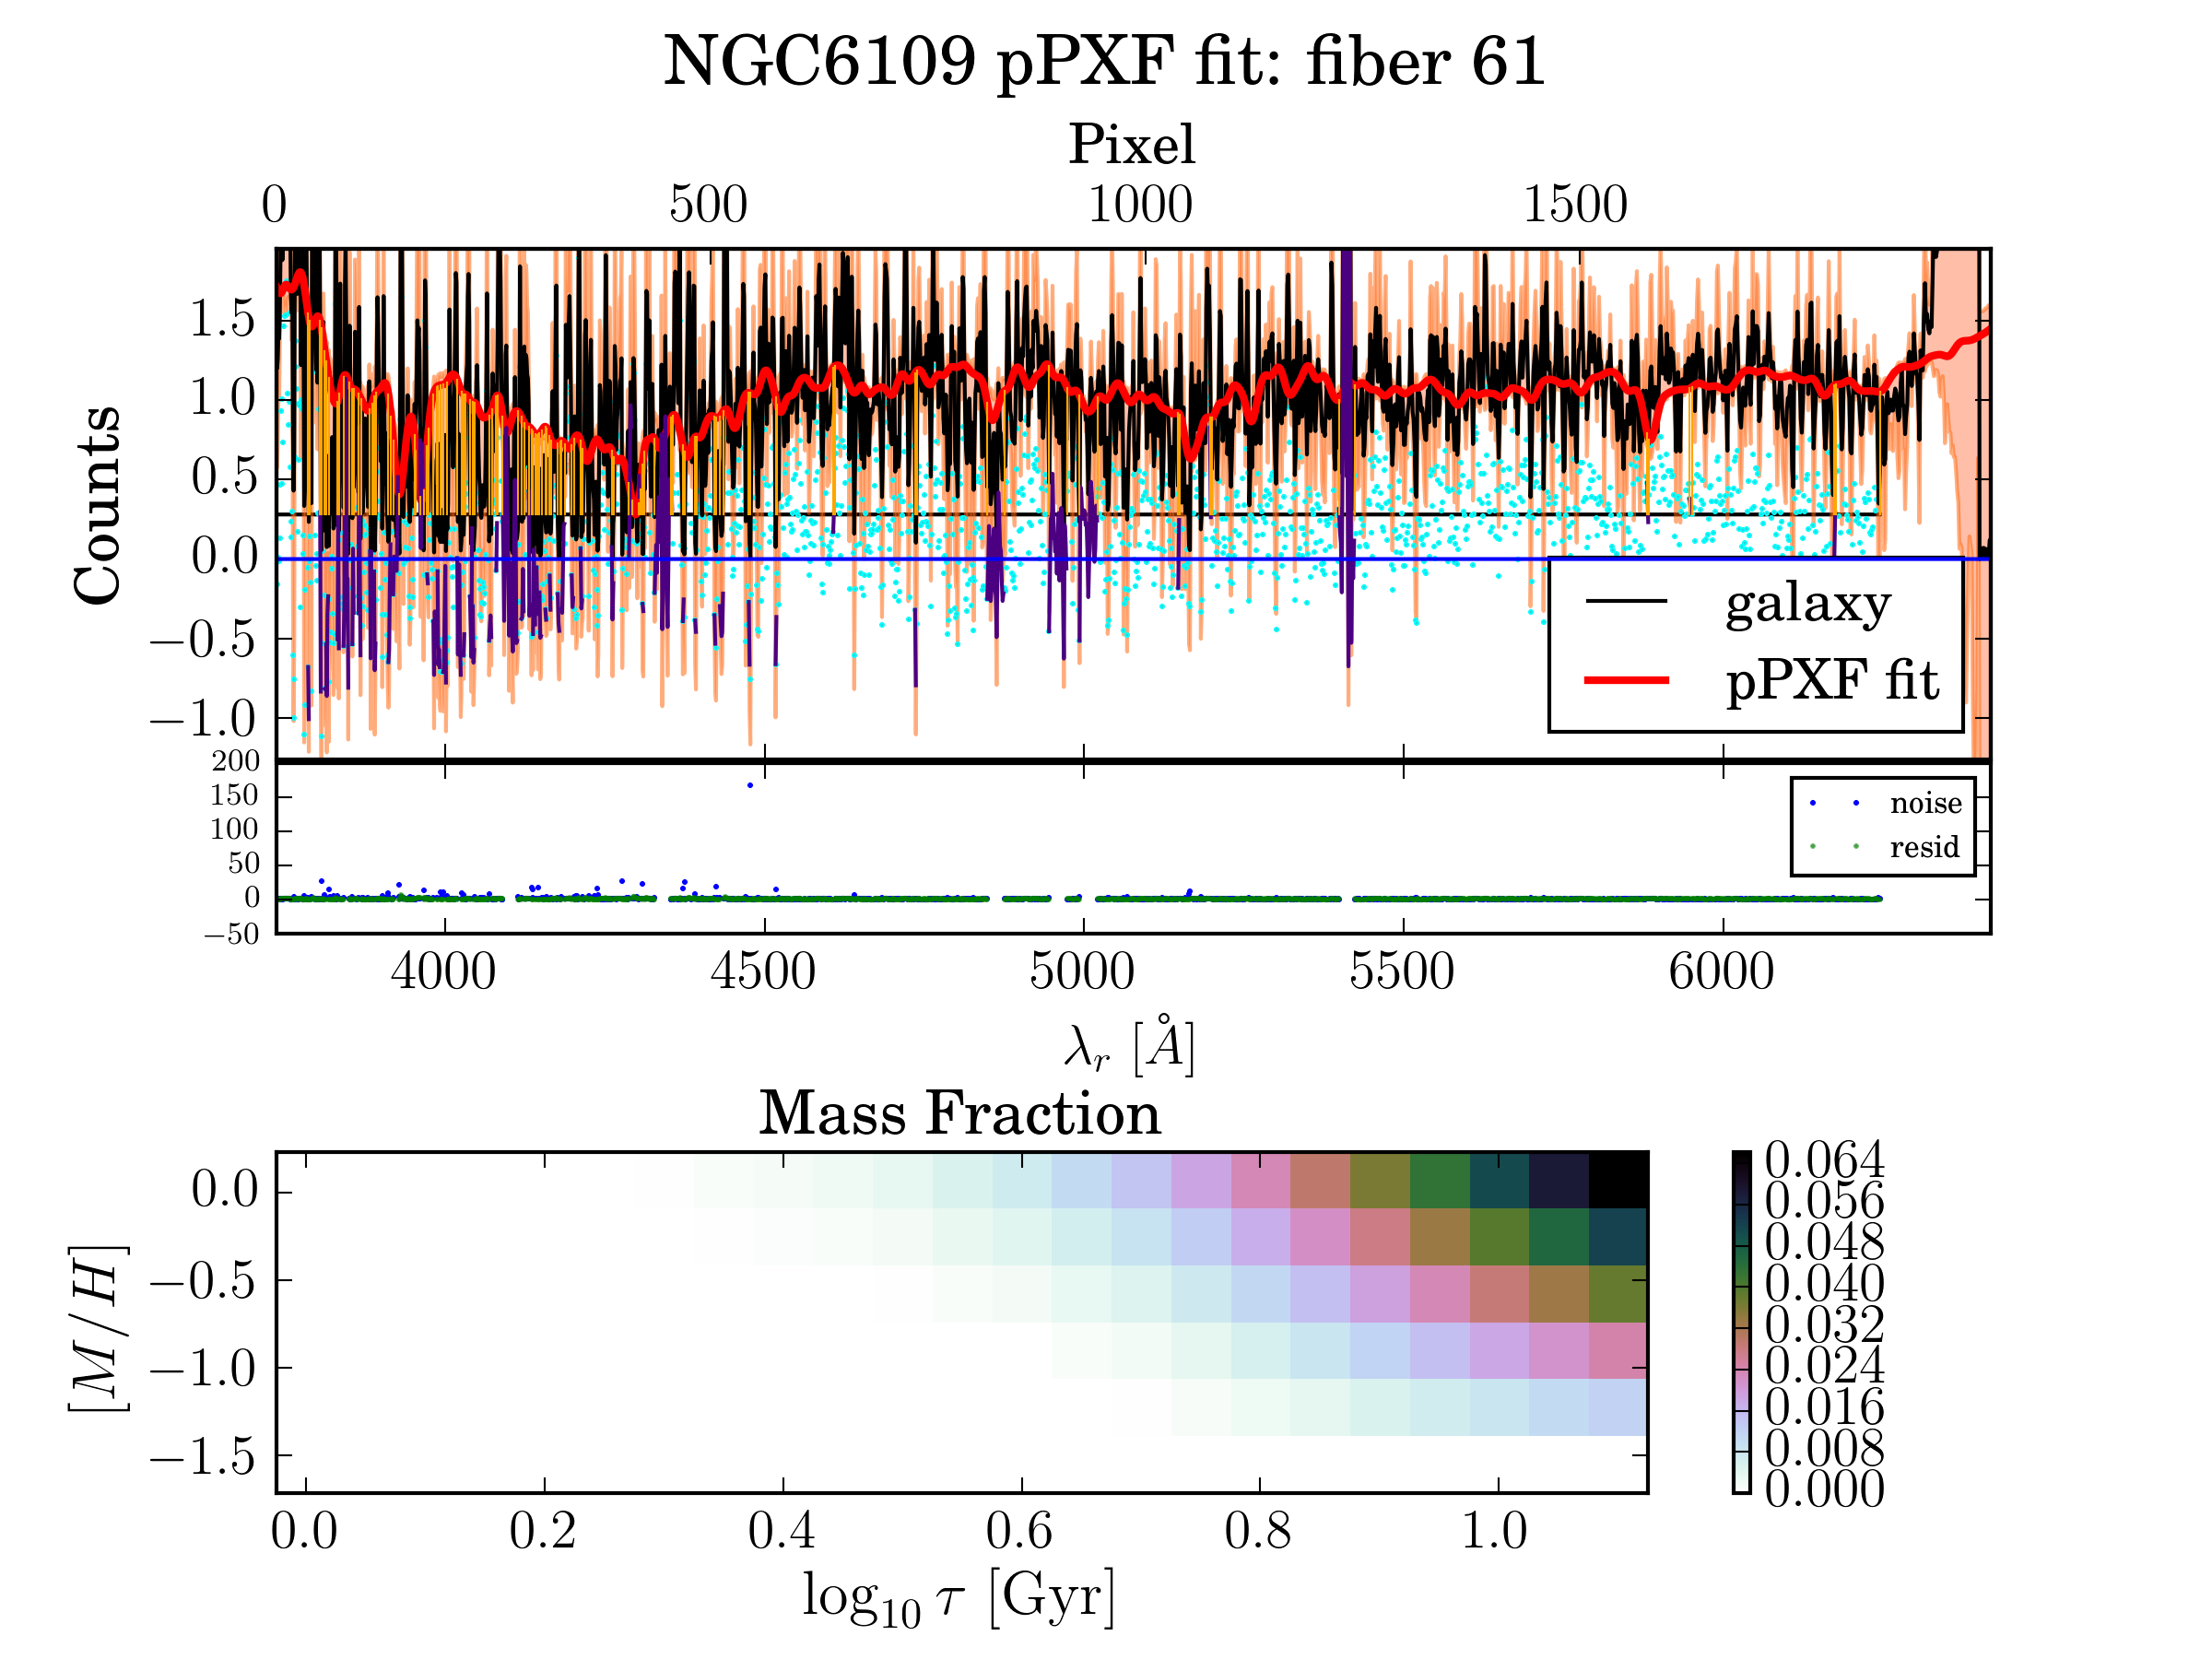 NGC6109 pPXF fit: fiber 61
Pixel
0 500 1000 1500
Counts
1.5
1.0
0.5
0.0
−0.5
−1.0
galaxy
pPXF fit
200
150
100
50
0
−50
noise
resid
4000 4500 5000 5500 6000
λr [Å]
Mass Fraction
[M/H]
0.0
−0.5
−1.0
−1.5
0.064
0.056
0.048
0.040
0.032
0.024
0.016
0.008
0.000
0.0 0.2 0.4 0.6 0.8 1.0
log10 τ [Gyr]